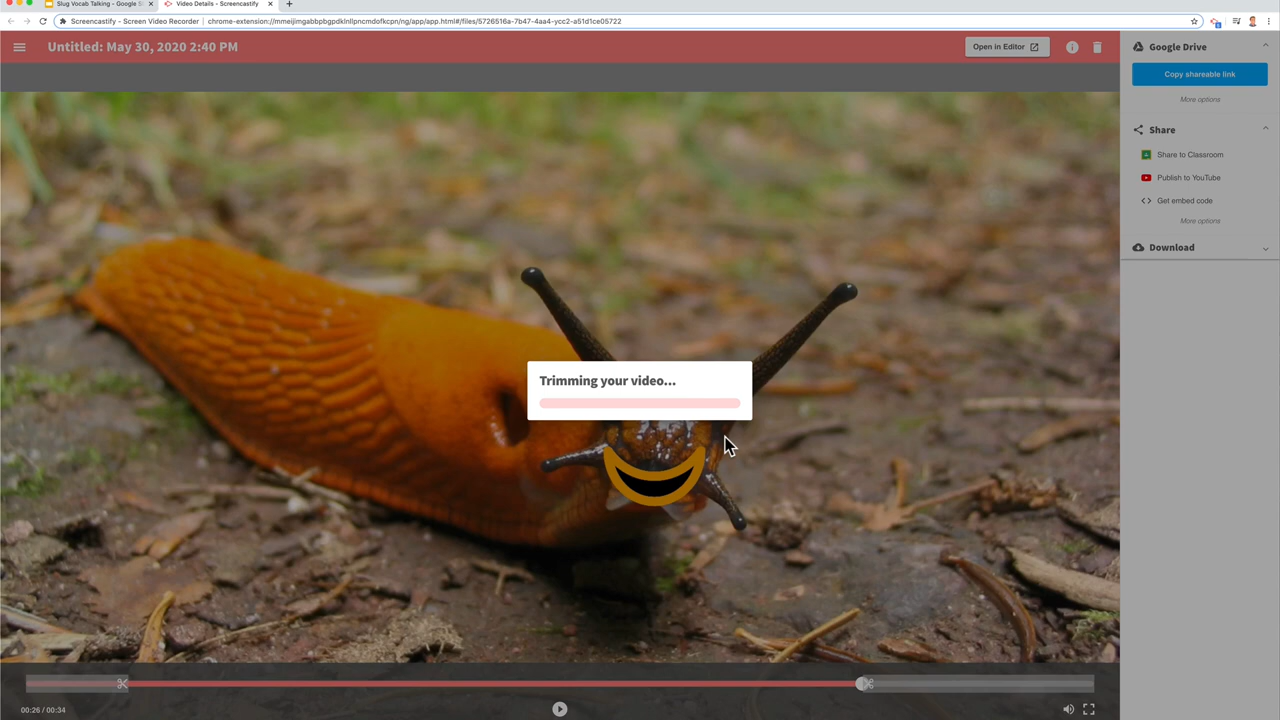 Slug Vocab Talking - Google S
Video Details - Screencastify
Screencastify - Screen Video Recorder | chrome-extension://mmeijimgabbpbgpdklnllpncmdofkcpn/ng/app/app.html#/files/5726516a-7b47-4aa4-ycc2-a51d1ce05722
Untitled: May 30, 2020 2:40 PM
Open in Editor
Google Drive
Copy shareable link
More options
Share
Share to Classroom
Publish to YouTube
Get embed code
More options
Download
Trimming your video...
00:26 / 00:34